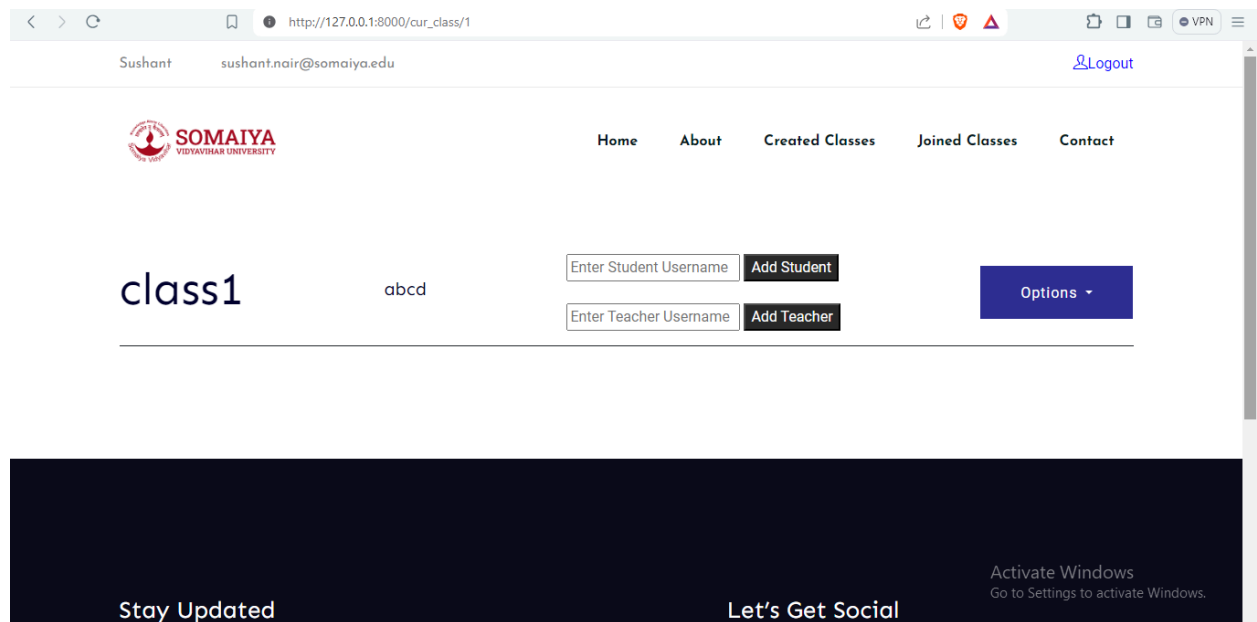 http://127.0.0.1:8000/cur_class/1
VPN
Sushant sushant.nair@somaiya.edu Logout
SOMAIYA
VIDYAVIHAR UNIVERSITY
Home About Created Classes Joined Classes Contact
class1
abcd
Enter Student Username Add Student
Enter Teacher Username Add Teacher
Options
Activate Windows
Go to Settings to activate Windows.
Stay Updated
Let's Get Social